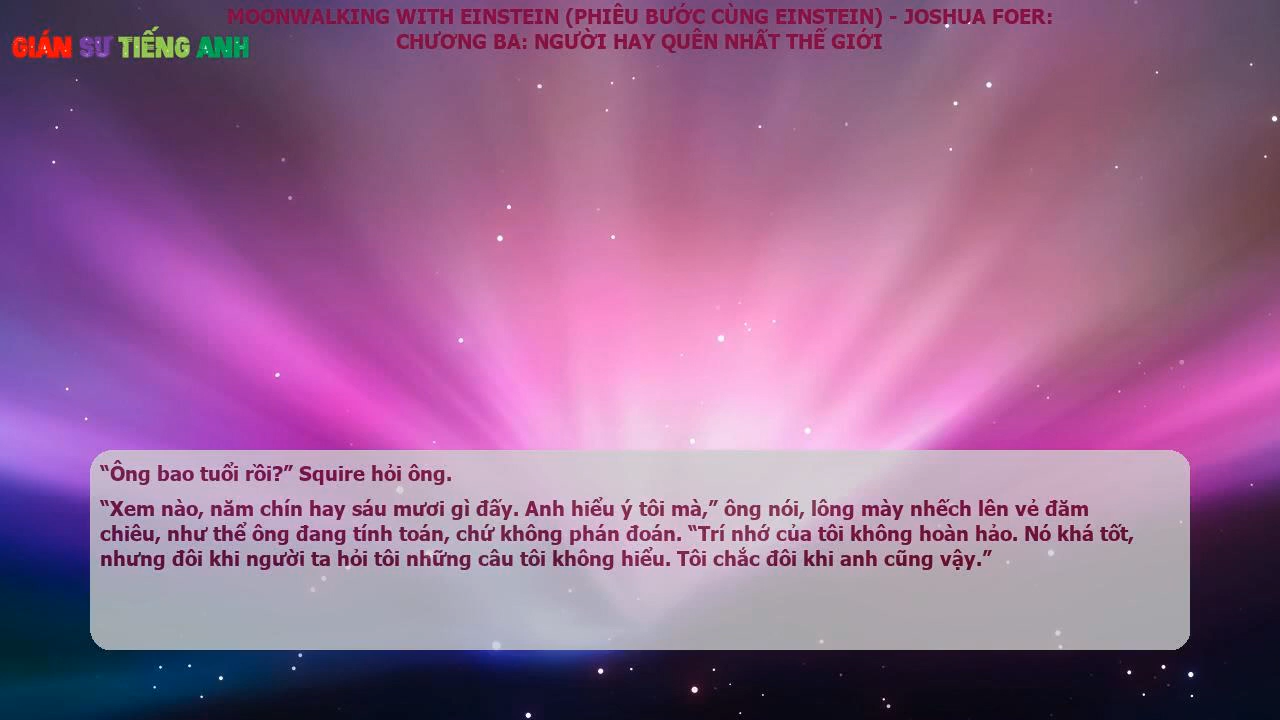 MOONWALKING WITH EINSTEIN (PHIÊU BƯỚC CÙNG EINSTEIN) - JOSHUA FOER:
CHƯƠNG BA: NGƯỜI HAY QUÊN NHẤT THẾ GIỚI
GIÁN SƯ TIẾNG ANH
“Ông bao tuổi rồi?” Squire hỏi ông.
“Xem nào, năm chín hay sáu mươi gì đấy. Anh hiểu ý tôi mà,” ông nói, lông mày nhếch lên vẻ đăm
chiêu, như thể ông đang tính toán, chứ không phán đoán. “Trí nhớ của tôi không hoàn hảo. Nó khá tốt,
nhưng đôi khi người ta hỏi tôi những câu tôi không hiểu. Tôi chắc đôi khi anh cũng vậy.”